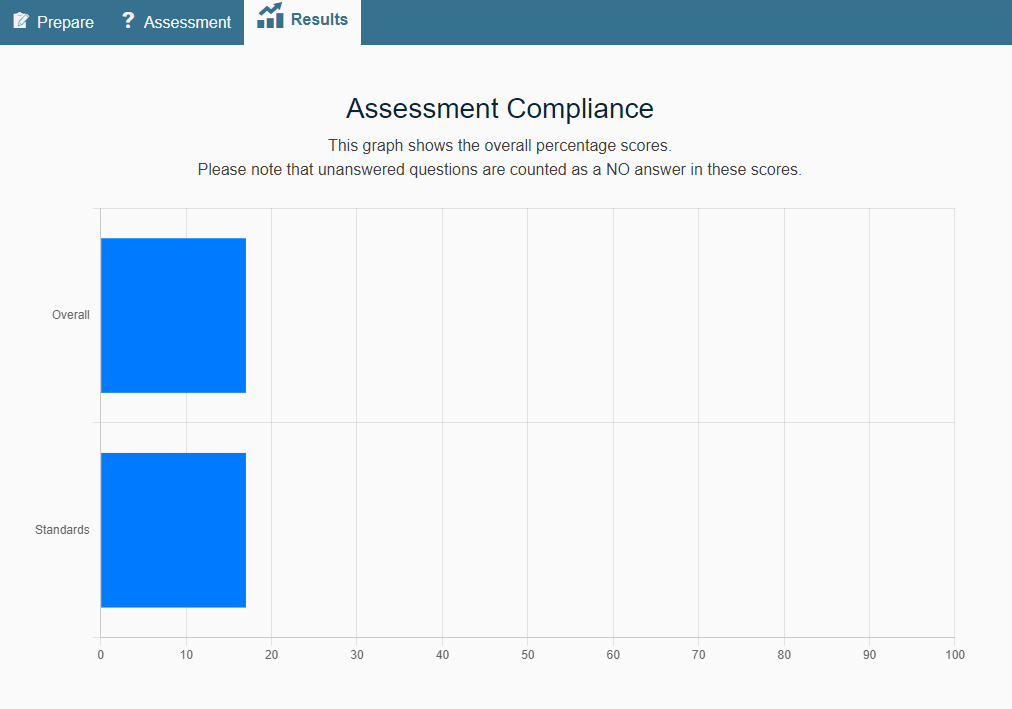 Prepare
? Assessment
Results
Assessment Compliance
This graph shows the overall percentage scores.
Please note that unanswered questions are counted as a NO answer in these scores.
Overall
Standards
0 10 20 30 40 50 60 70 80 90 100